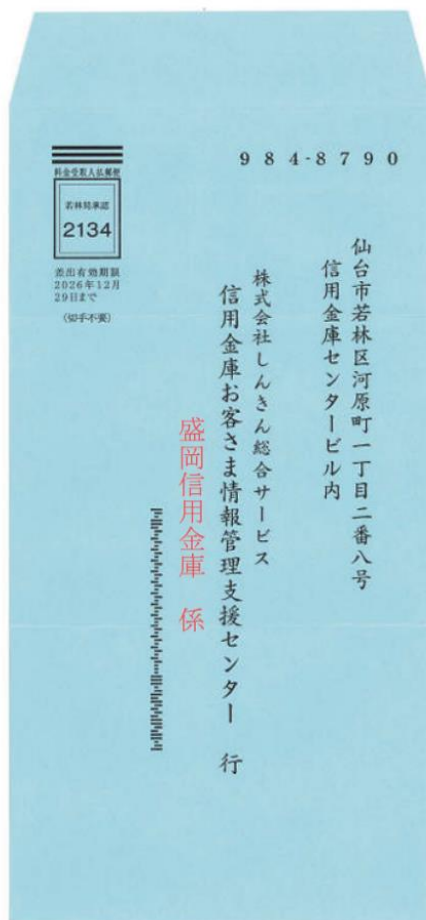 984-8790
仙台市若林区河原町一丁目二番八号
信用金庫センタービル内
株式会社しんきん総合サービス
信用金庫お客さま情報管理支援センター 行
盛岡信用金庫 係
料金受取人払郵便
若林局承認
2134
差出有効期限
2026年12月
29日まで
(切手不要)